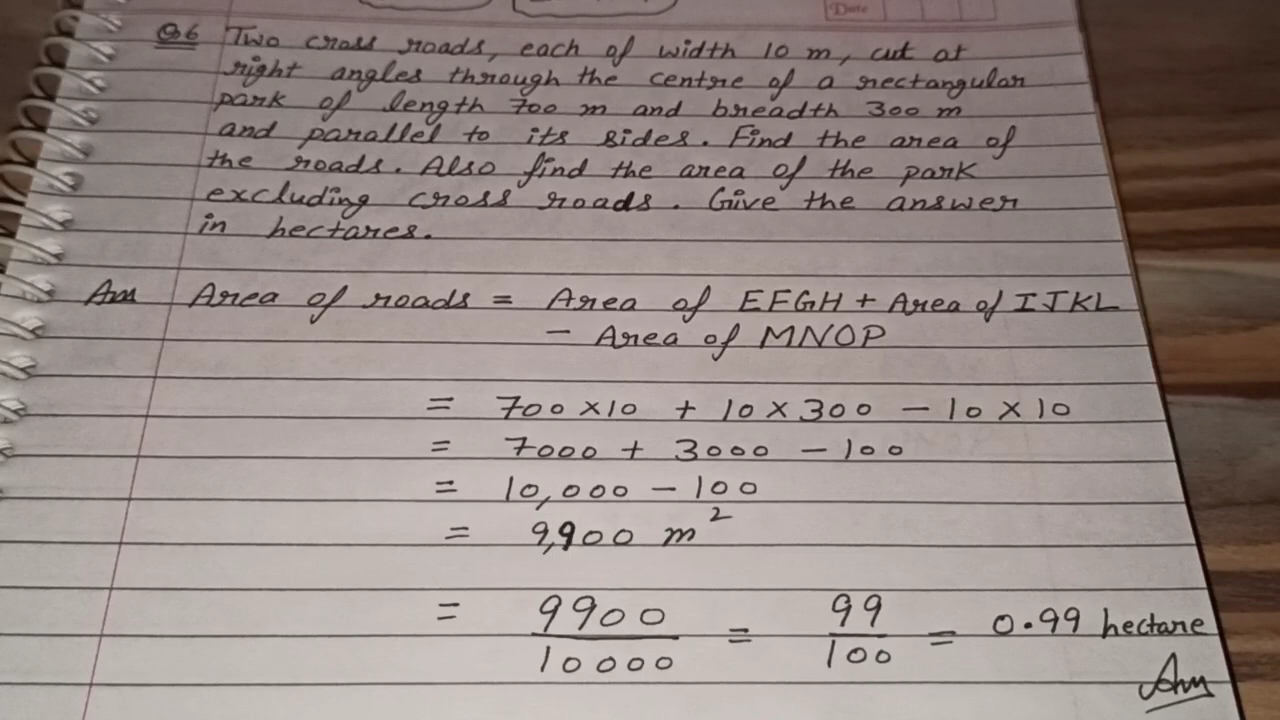 Date
Q.6 Two cross roads, each of width 10 m, cut at
right angles through the centre of a rectangular
park of length 700 m and breadth 300 m
and parallel to its sides. Find the area of
the roads. Also find the area of the park
excluding cross roads. Give the answer
in hectares.
Ans Area of roads = Area of EFGH + Area of IJKL
- Area of MNOP
= 700 × 10 + 10 × 300 - 10 × 10
= 7000 + 3000 - 100
= 10,000 - 100
= 9,900 m²
= 9900/10000 = 99/100 = 0.99 hectare
Ans